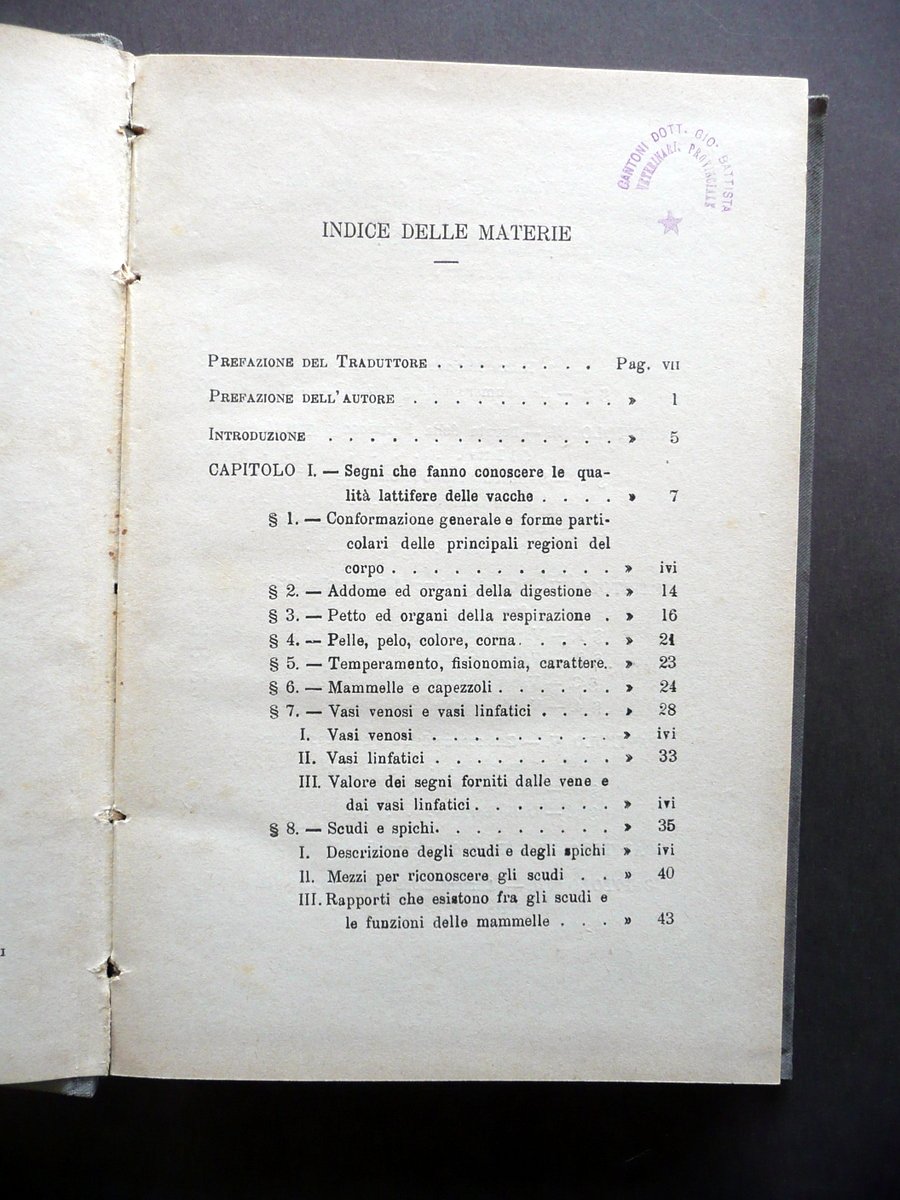 CANTONI DOTT. GIO. BATTISTA
VETERINARIO PROVINCIALE
INDICE DELLE MATERIE
Prefazione del Traduttore . . . . . . . . Pag. VII
Prefazione dell'autore . . . . . . . . . . » 1
Introduzione . . . . . . . . . . . . . . » 5
CAPITOLO I. — Segni che fanno conoscere le qua-
lità lattifere delle vacche . . . . » 7
§ 1. — Conformazione generale e forme parti-
colari delle principali regioni del
corpo . . . . . . . . . . . » ivi
§ 2. — Addome ed organi della digestione . » 14
§ 3. — Petto ed organi della respirazione . » 16
§ 4. — Pelle, pelo, colore, corna. . . . . . » 21
§ 5. — Temperamento, fisionomia, carattere. » 23
§ 6. — Mammelle e capezzoli . . . . . . » 24
§ 7. — Vasi venosi e vasi linfatici . . . . » 28
I. Vasi venosi . . . . . . . . . » ivi
II. Vasi linfatici . . . . . . . . . » 33
III. Valore dei segni forniti dalle vene e
dai vasi linfatici . . . . . . . » ivi
§ 8. — Scudi e spichi. . . . . . . . . . » 35
I. Descrizione degli scudi e degli spichi » ivi
II. Mezzi per riconoscere gli scudi . . » 40
III. Rapporti che esistono fra gli scudi e
le funzioni delle mammelle . . . » 43
I